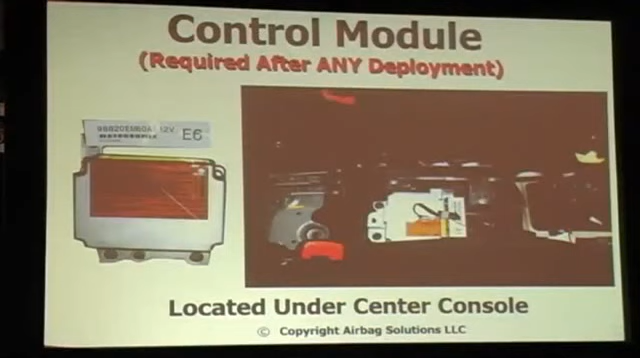 Control Module
(Required After ANY Deployment)
E6
Located Under Center Console
© Copyright Airbag Solutions LLC